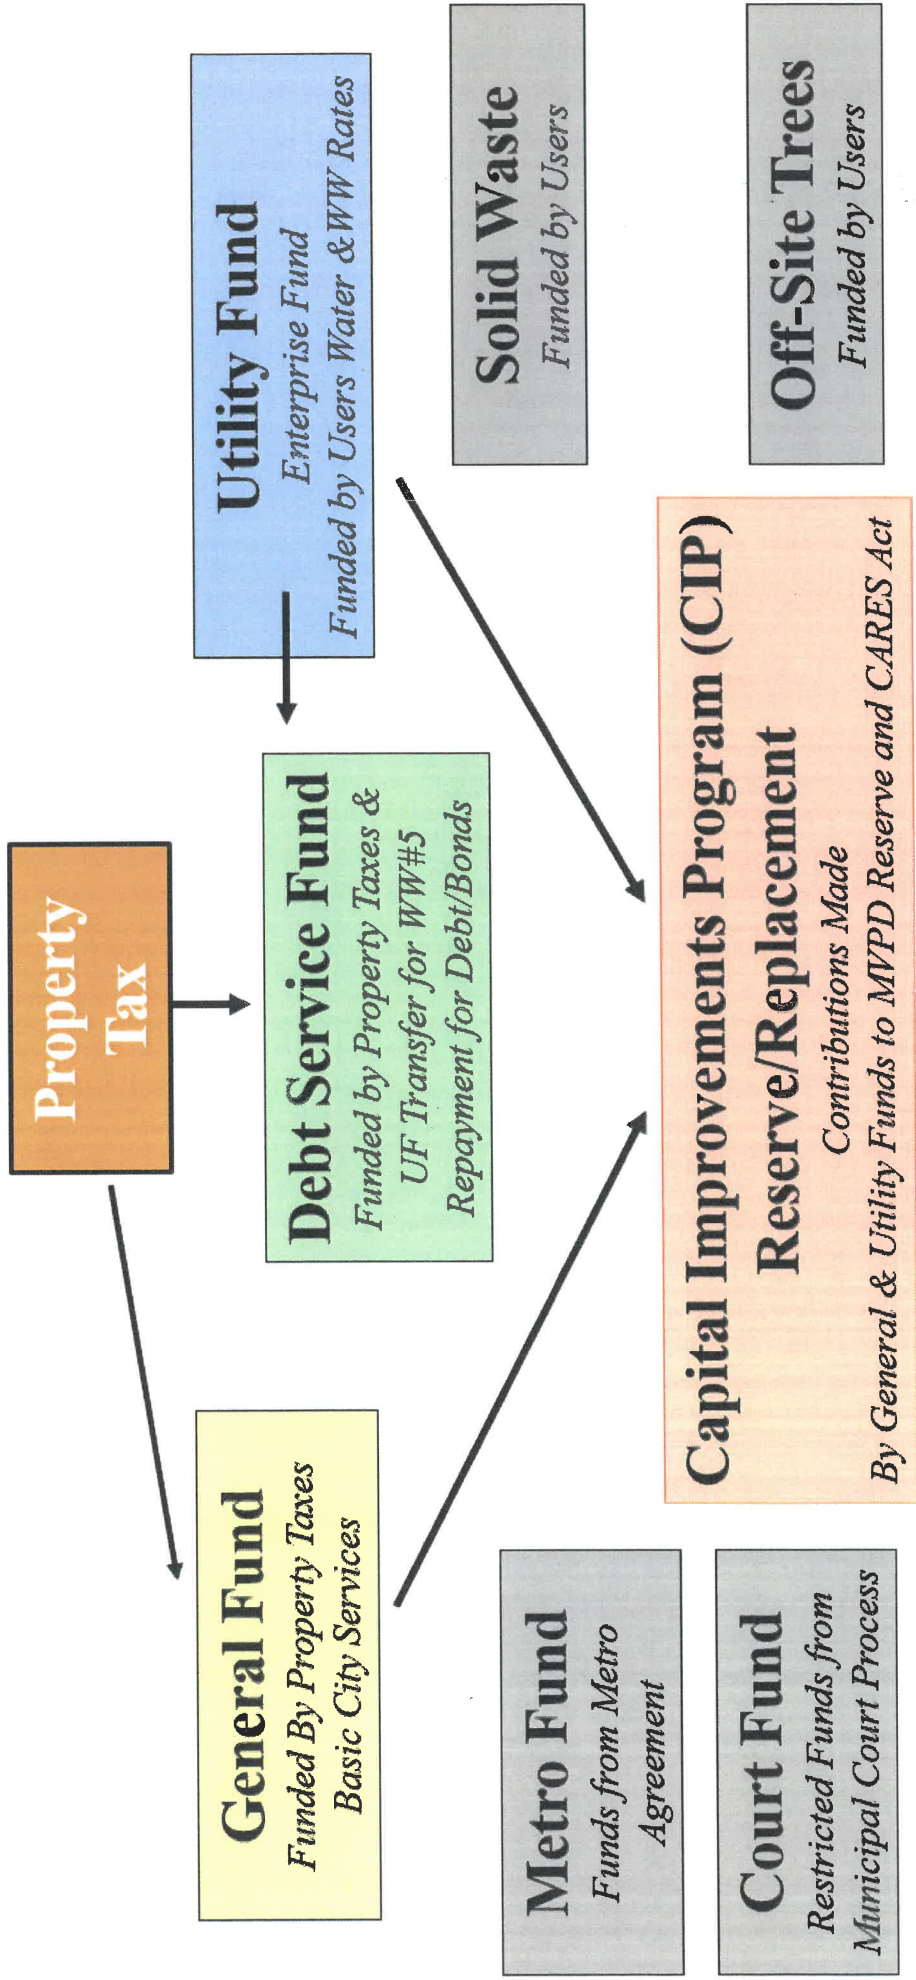 Property
Tax
General Fund
Funded By Property Taxes
Basic City Services
Debt Service Fund
Funded by Property Taxes &
UF Transfer for WW#5
Repayment for Debt/Bonds
Utility Fund
Enterprise Fund
Funded by Users Water &WW Rates
Metro Fund
Funds from Metro
Agreement
Court Fund
Restricted Funds from
Municipal Court Process
Capital Improvements Program (CIP)
Reserve/Replacement
Contributions Made
By General & Utility Funds to MVPD Reserve and CARES Act
Solid Waste
Funded by Users
Off-Site Trees
Funded by Users